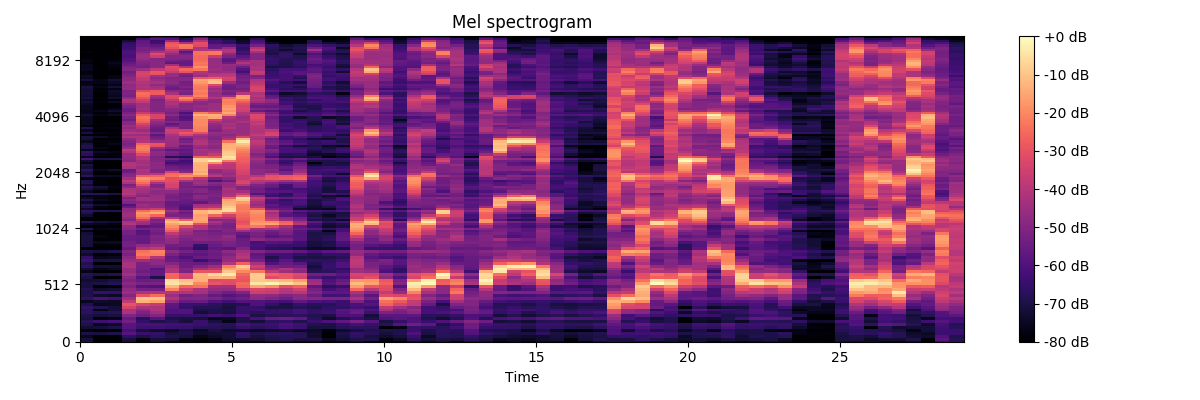 Mel spectrogram
Hz
8192
4096
2048
1024
512
0
0 5 10 15 20 25
Time
+0 dB
-10 dB
-20 dB
-30 dB
-40 dB
-50 dB
-60 dB
-70 dB
-80 dB